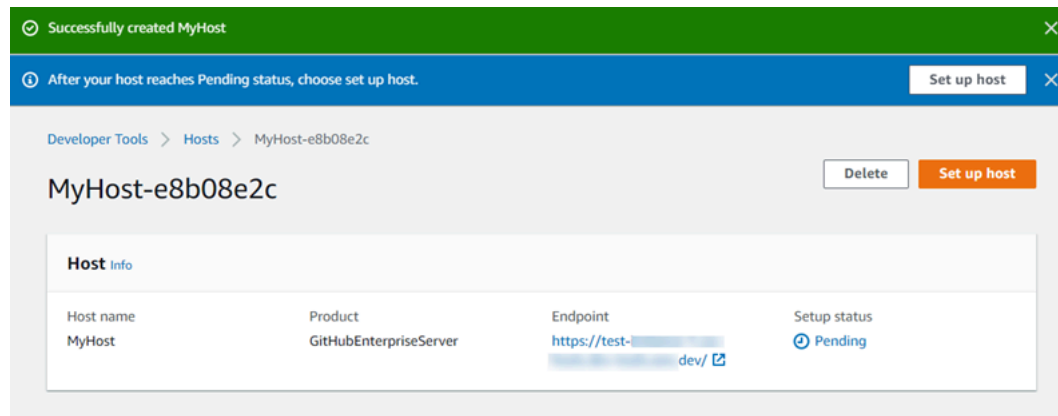 Successfully created MyHost
After your host reaches Pending status, choose set up host.
Set up host
Developer Tools > Hosts > MyHost-e8b08e2c
MyHost-e8b08e2c
Delete
Set up host
Host Info
Host name
Product
Endpoint
Setup status
MyHost
GitHubEnterpriseServer
https://test-
dev/
Pending